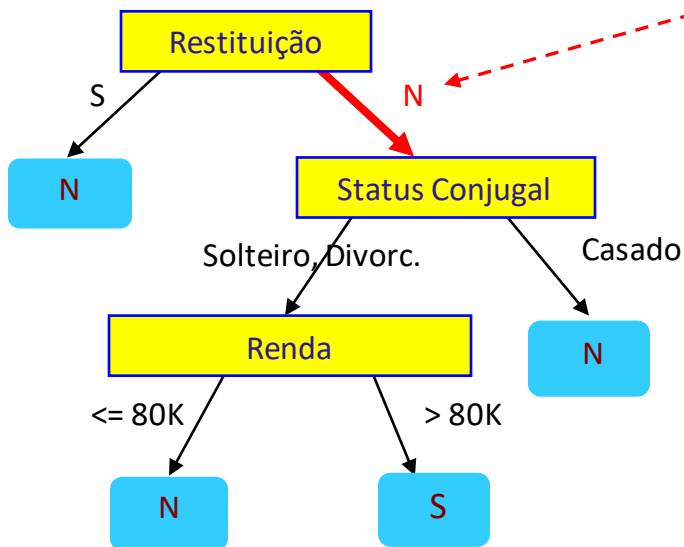 Restituição
S
N
N
Status Conjugal
Solteiro, Divorc.
Casado
Renda
N
<= 80K
> 80K
N
S